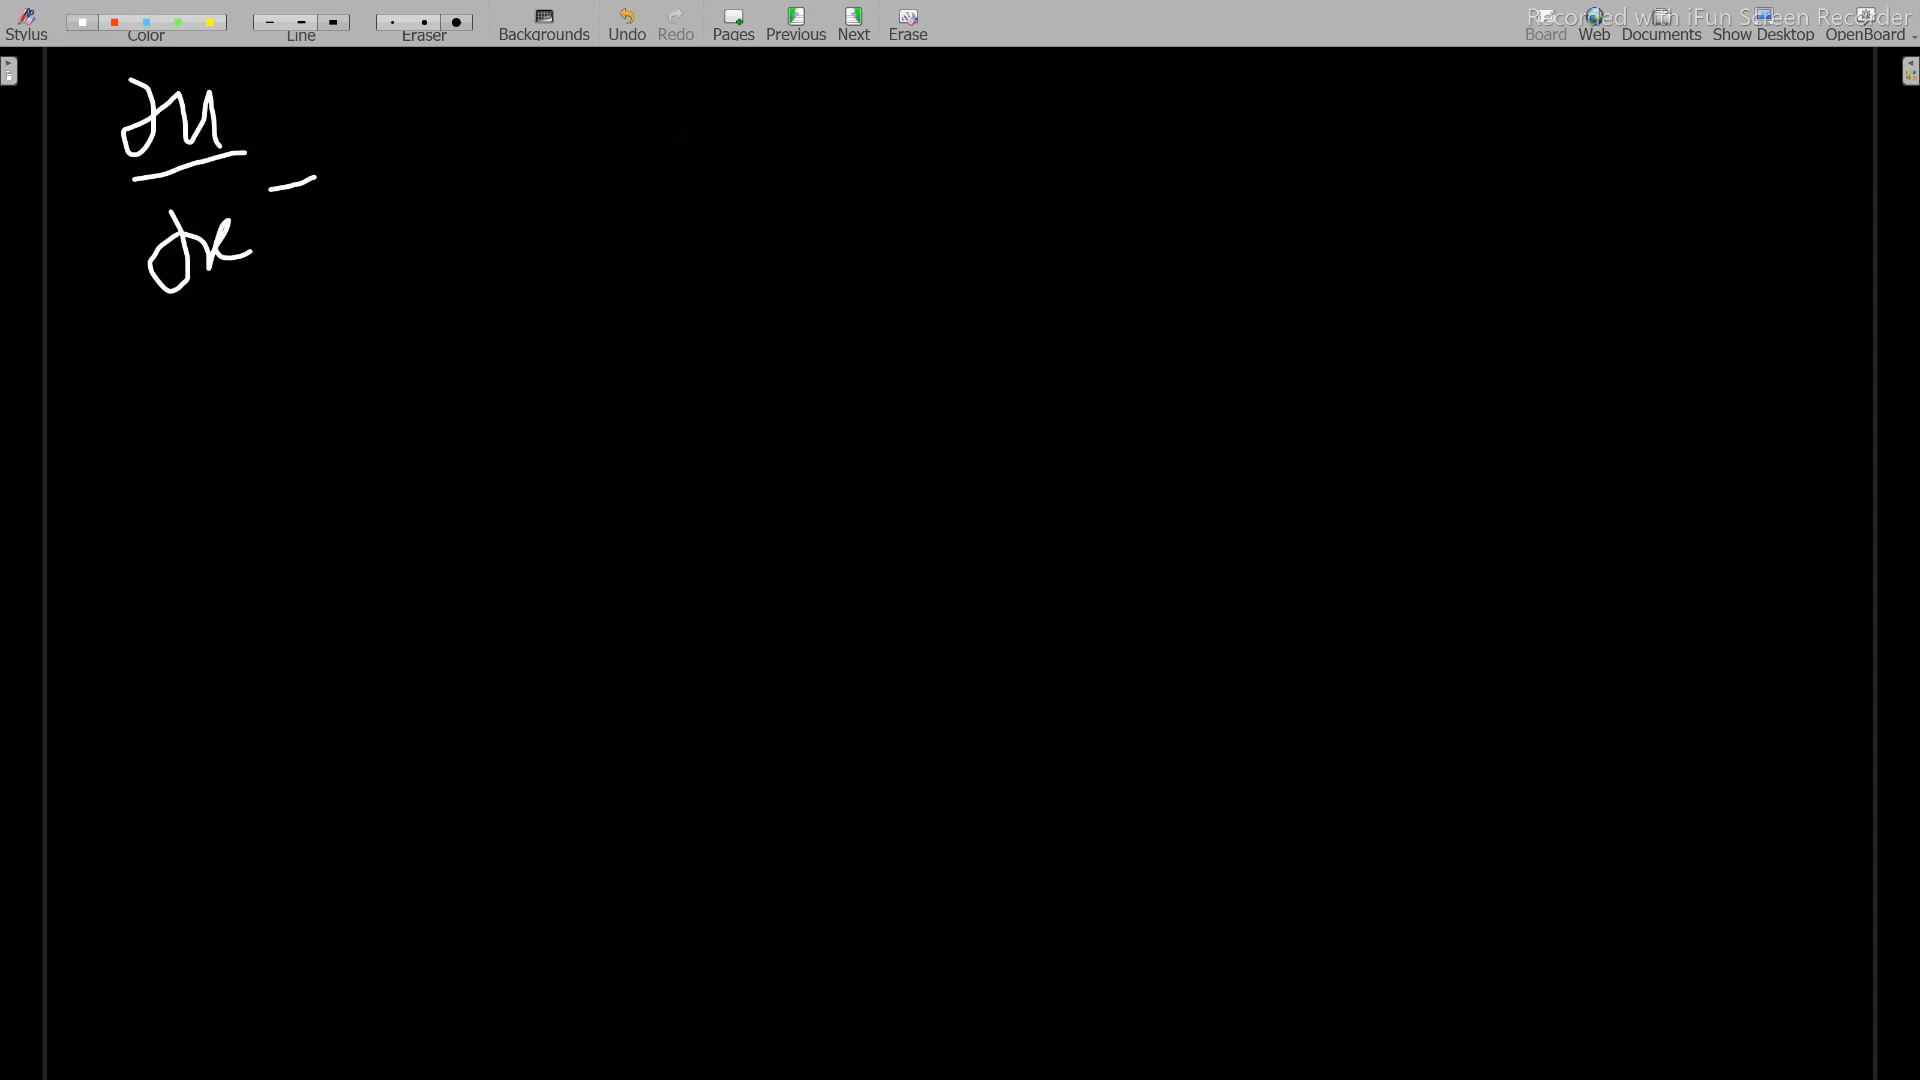 Stylus Color Line Eraser Backgrounds Undo Redo Pages Previous Next Erase Board Web Documents Show Desktop OpenBoard
Recorded with iFun Screen Recorder
∂u
—
∂x